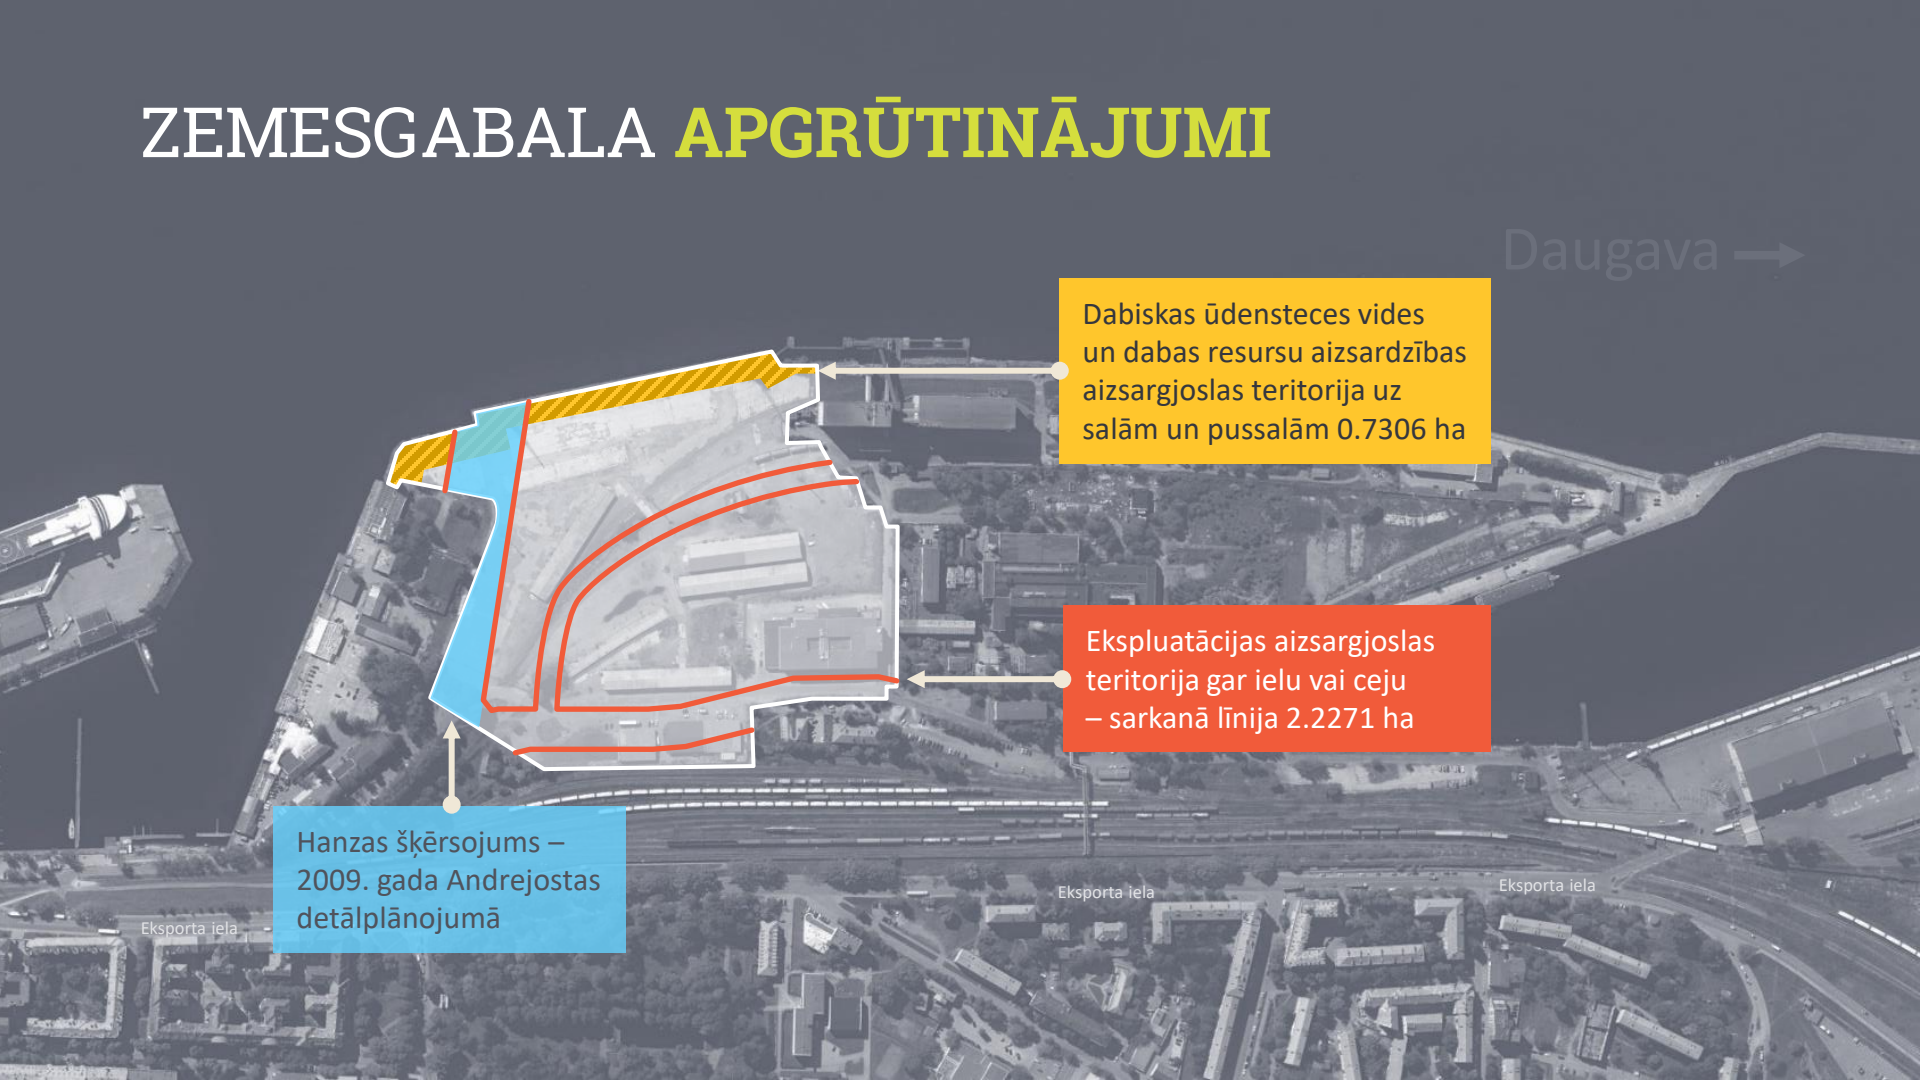 ZEMESGABALA APGRŪTINĀJUMI
Daugava
Dabiskas ūdensteces vides
un dabas resursu aizsardzības
aizsargjoslas teritorija uz
salām un pussalām 0.7306 ha
Ekspluatācijas aizsargjoslas
teritorija gar ielu vai ceļu
– sarkanā līnija 2.2271 ha
Hanzas šķērsojums –
2009. gada Andrejostas
detālplānojumā
Eksporta iela
Eksporta iela
Eksporta iela